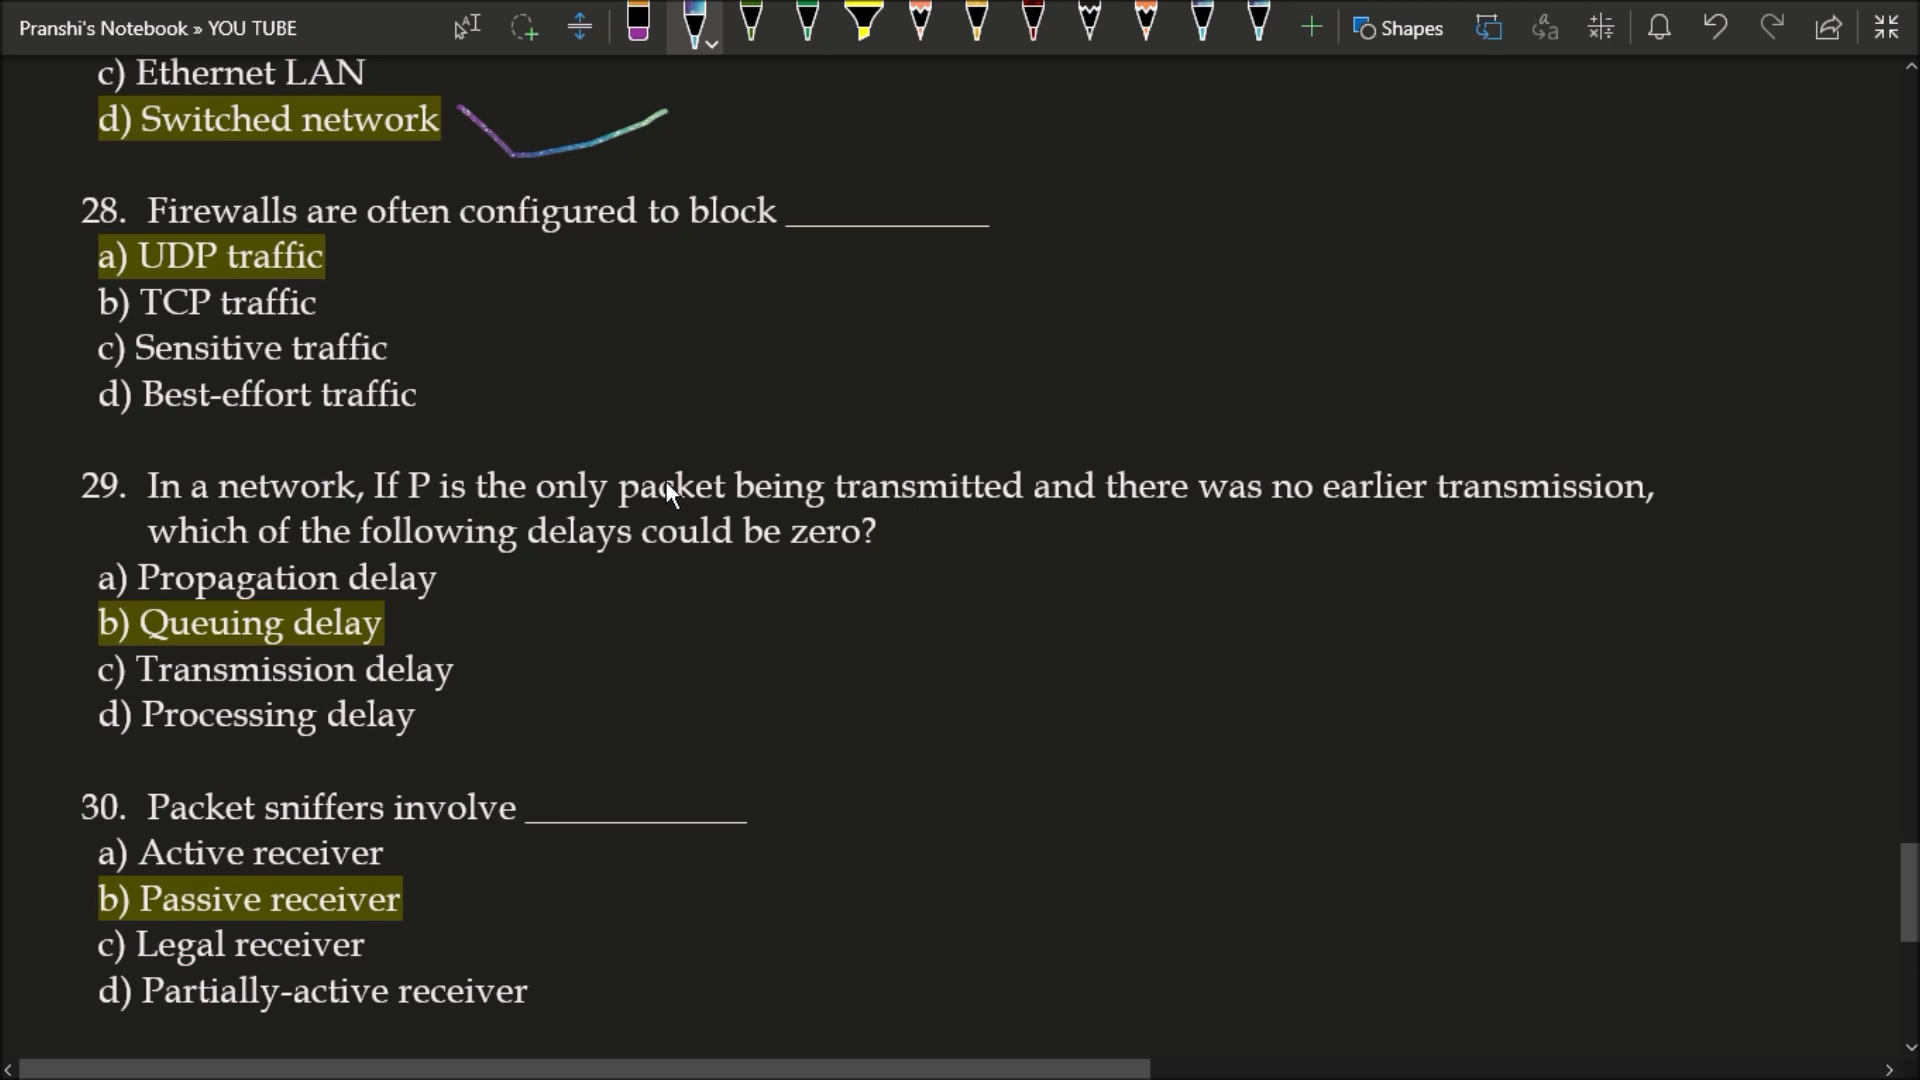 Pranshi's Notebook » YOU TUBE
Shapes
c) Ethernet LAN
d) Switched network
28. Firewalls are often configured to block ___________
a) UDP traffic
b) TCP traffic
c) Sensitive traffic
d) Best-effort traffic
29. In a network, If P is the only packet being transmitted and there was no earlier transmission,
which of the following delays could be zero?
a) Propagation delay
b) Queuing delay
c) Transmission delay
d) Processing delay
30. Packet sniffers involve ____________
a) Active receiver
b) Passive receiver
c) Legal receiver
d) Partially-active receiver